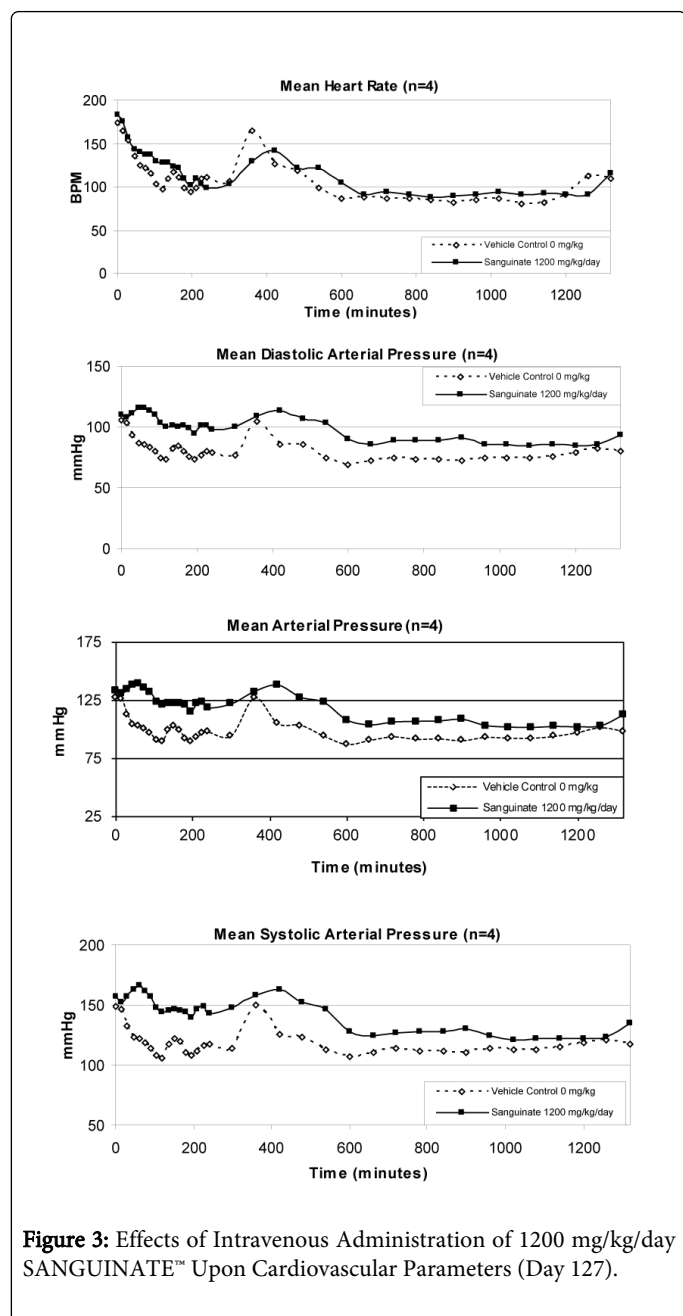 Mean Heart Rate (n=4)
200
150
100
50
0
BPM
0 200 400 600 800 1000 1200
Time (minutes)
Vehicle Control 0 mg/kg
Sanguinate 1200 mg/kg/day
Mean Diastolic Arterial Pressure (n=4)
150
100
50
0
mmHg
0 200 400 600 800 1000 1200
Vehicle Control 0 mg/kg
Sanguinate 1200 mg/kg/day
Mean Arterial Pressure (n=4)
175
125
75
25
mmHg
0 200 400 600 800 1000 1200
Time (minutes)
Vehicle Control 0 mg/kg
Sanguinate 1200 mg/kg/day
Mean Systolic Arterial Pressure (n=4)
200
150
100
50
mmHg
0 200 400 600 800 1000 1200
Time (minutes)
Vehicle Control 0 mg/kg
Sanguinate 1200 mg/kg/day
Figure 3: Effects of Intravenous Administration of 1200 mg/kg/day
SANGUINATE™ Upon Cardiovascular Parameters (Day 127).